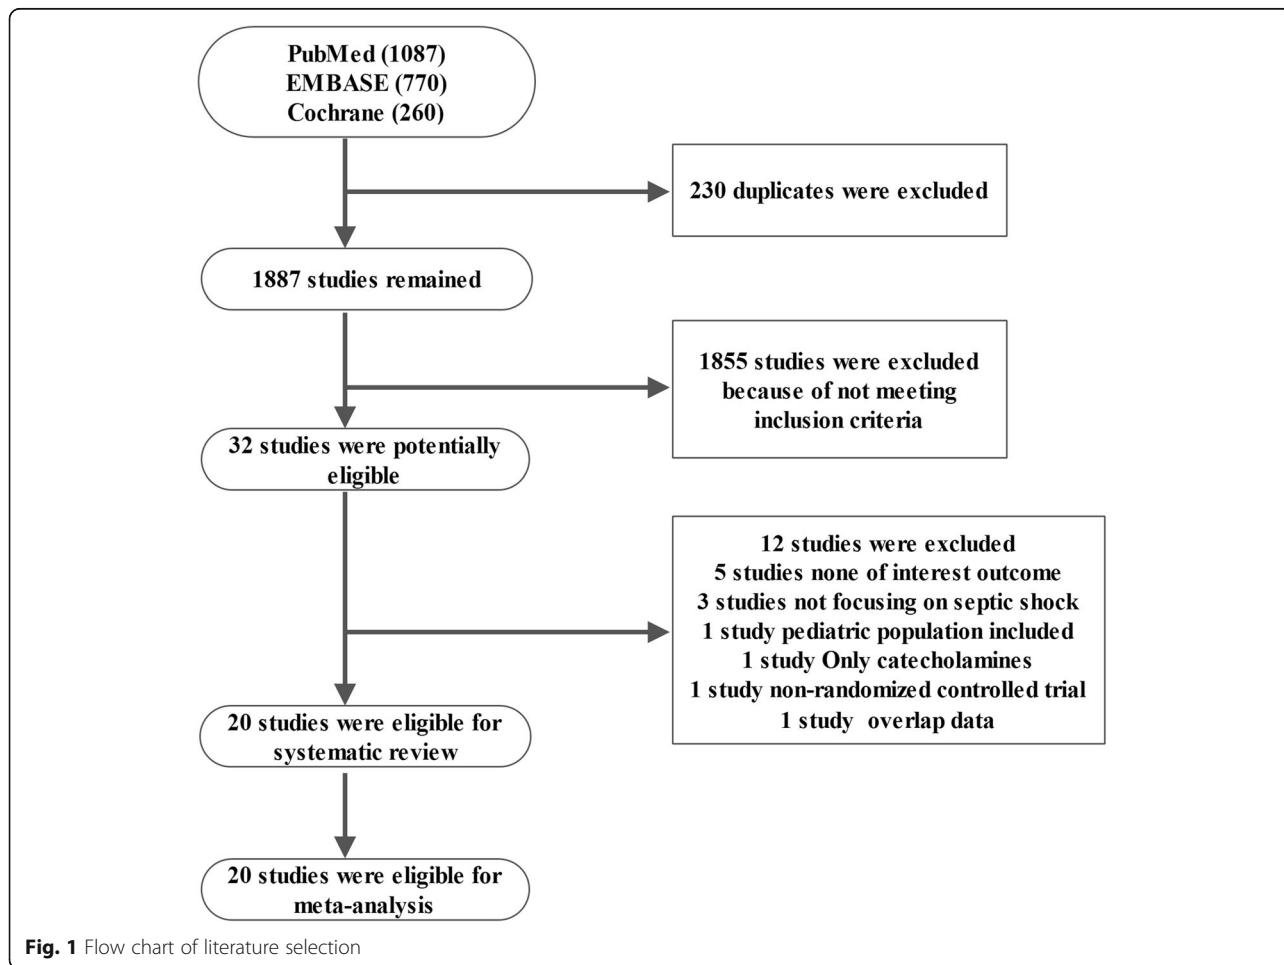 PubMed (1087)
EMBASE (770)
Cochrane (260)
230 duplicates were excluded
1887 studies remained
1855 studies were excluded
because of not meeting
inclusion criteria
32 studies were potentially
eligible
12 studies were excluded
5 studies none of interest outcome
3 studies not focusing on septic shock
1 study pediatric population included
1 study Only catecholamines
1 study non-randomized controlled trial
1 study overlap data
20 studies were eligible for
systematic review
20 studies were eligible for
meta-analysis
Fig. 1 Flow chart of literature selection